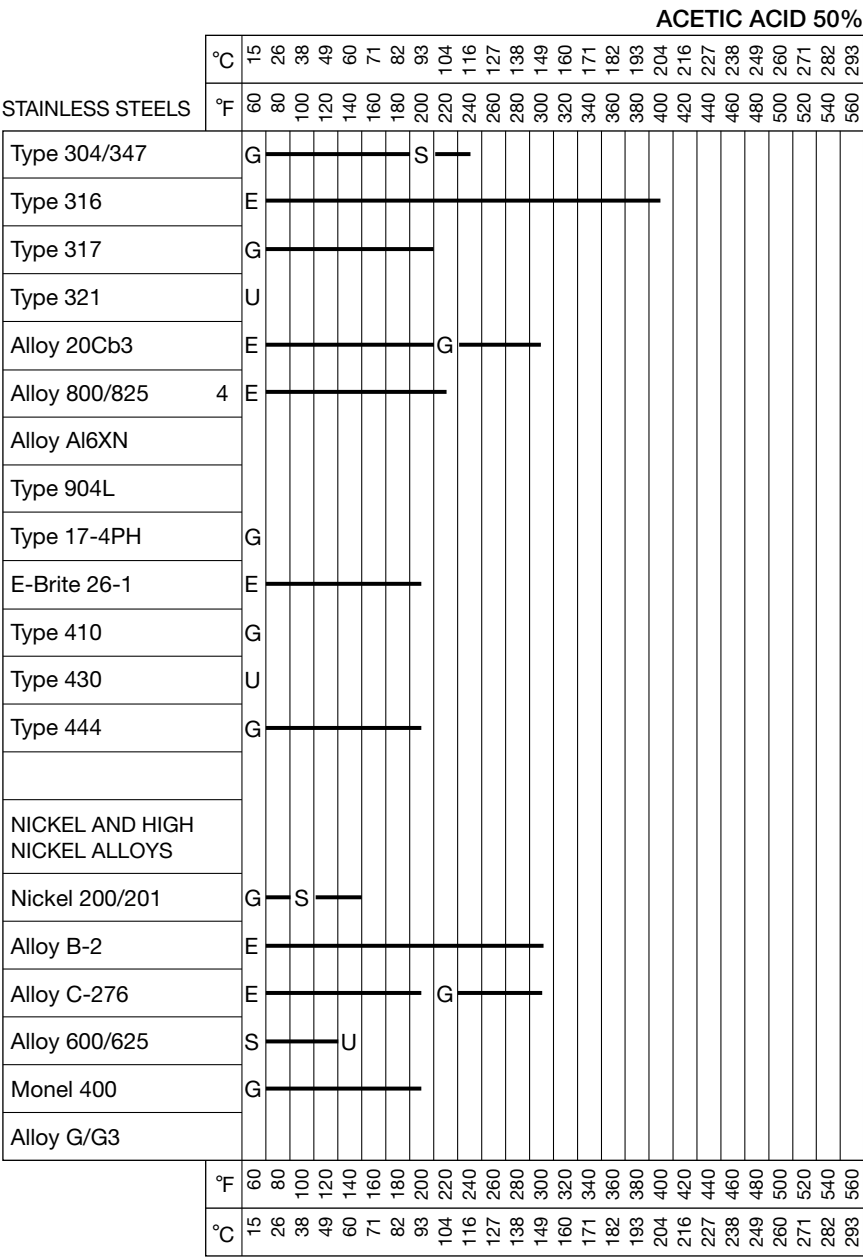 ACETIC ACID 50%
°C 15 26 38 49 60 71 82 93 104 116 127 138 149 160 171 182 193 204 216 227 238 249 260 271 282 293
STAINLESS STEELS °F 60 80 100 120 140 160 180 200 220 240 260 280 300 320 340 360 380 400 420 440 460 480 500 520 540 560
Type 304/347 G S
Type 316 E
Type 317 G
Type 321 U
Alloy 20Cb3 E G
Alloy 800/825 4 E
Alloy Al6XN
Type 904L
Type 17-4PH G
E-Brite 26-1 E
Type 410 G
Type 430 U
Type 444 G
NICKEL AND HIGH
NICKEL ALLOYS
Nickel 200/201 G S
Alloy B-2 E
Alloy C-276 E G
Alloy 600/625 S U
Monel 400 G
Alloy G/G3
°F 60 80 100 120 140 160 180 200 220 240 260 280 300 320 340 360 380 400 420 440 460 480 500 520 540 560
°C 15 26 38 49 60 71 82 93 104 116 127 138 149 160 171 182 193 204 216 227 238 249 260 271 282 293